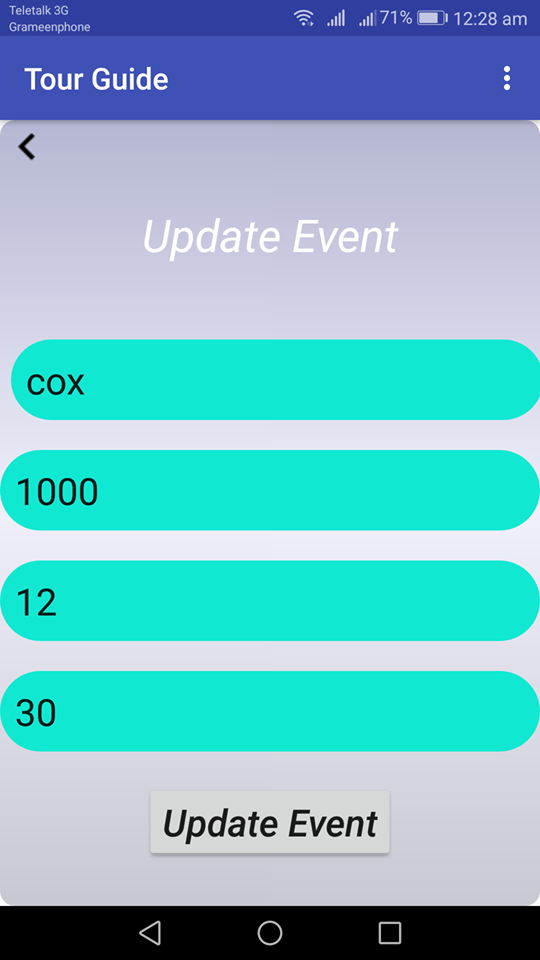 Teletalk 3G
Grameenphone
71% 12:28 am
Tour Guide
Update Event
cox
1000
12
30
Update Event